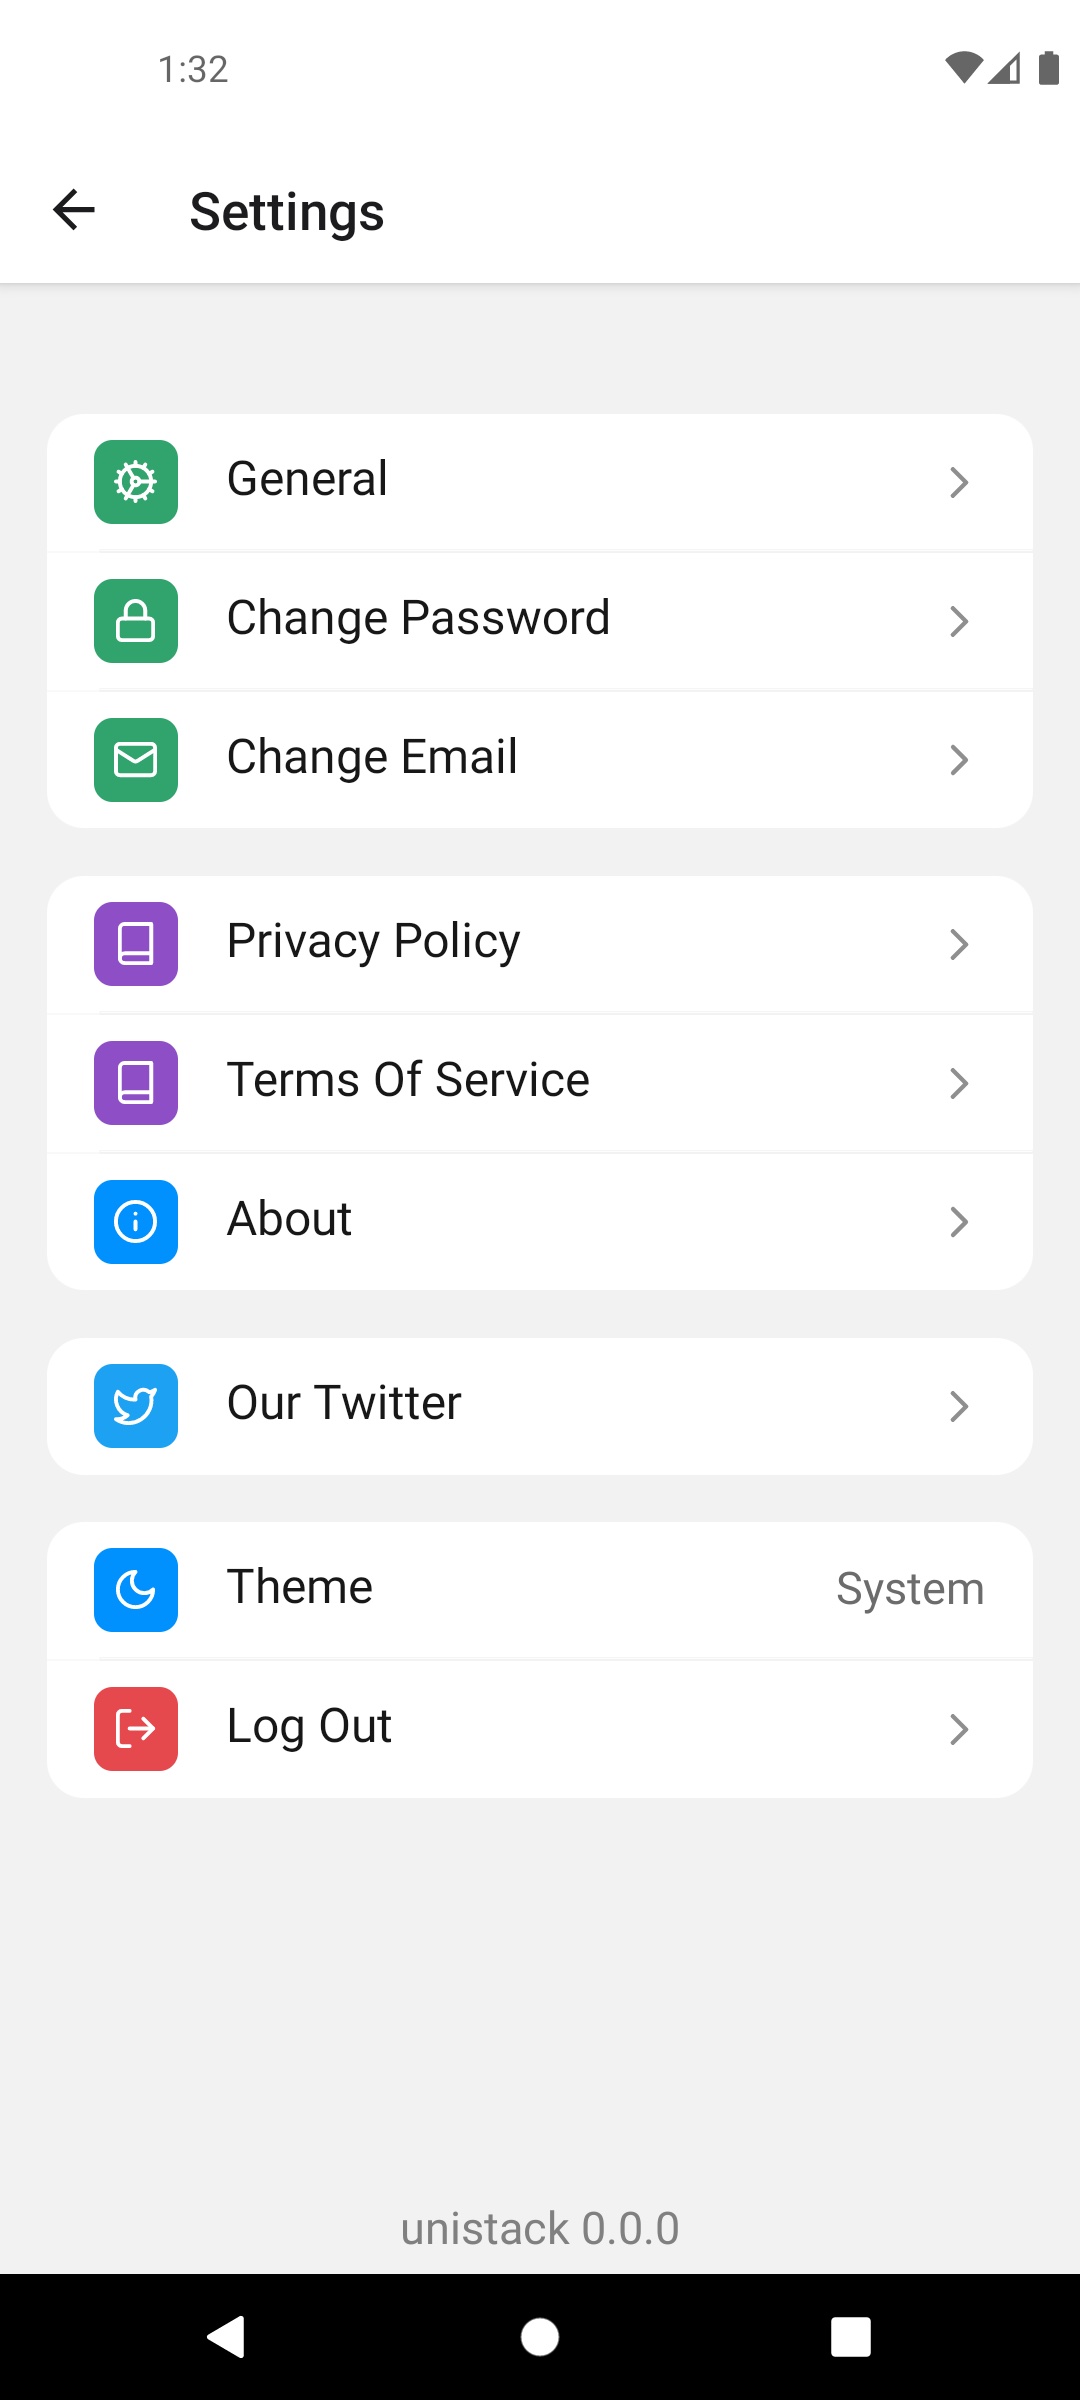 1:32
Settings
General
Change Password
Change Email
Privacy Policy
Terms Of Service
About
Our Twitter
Theme System
Log Out
unistack 0.0.0